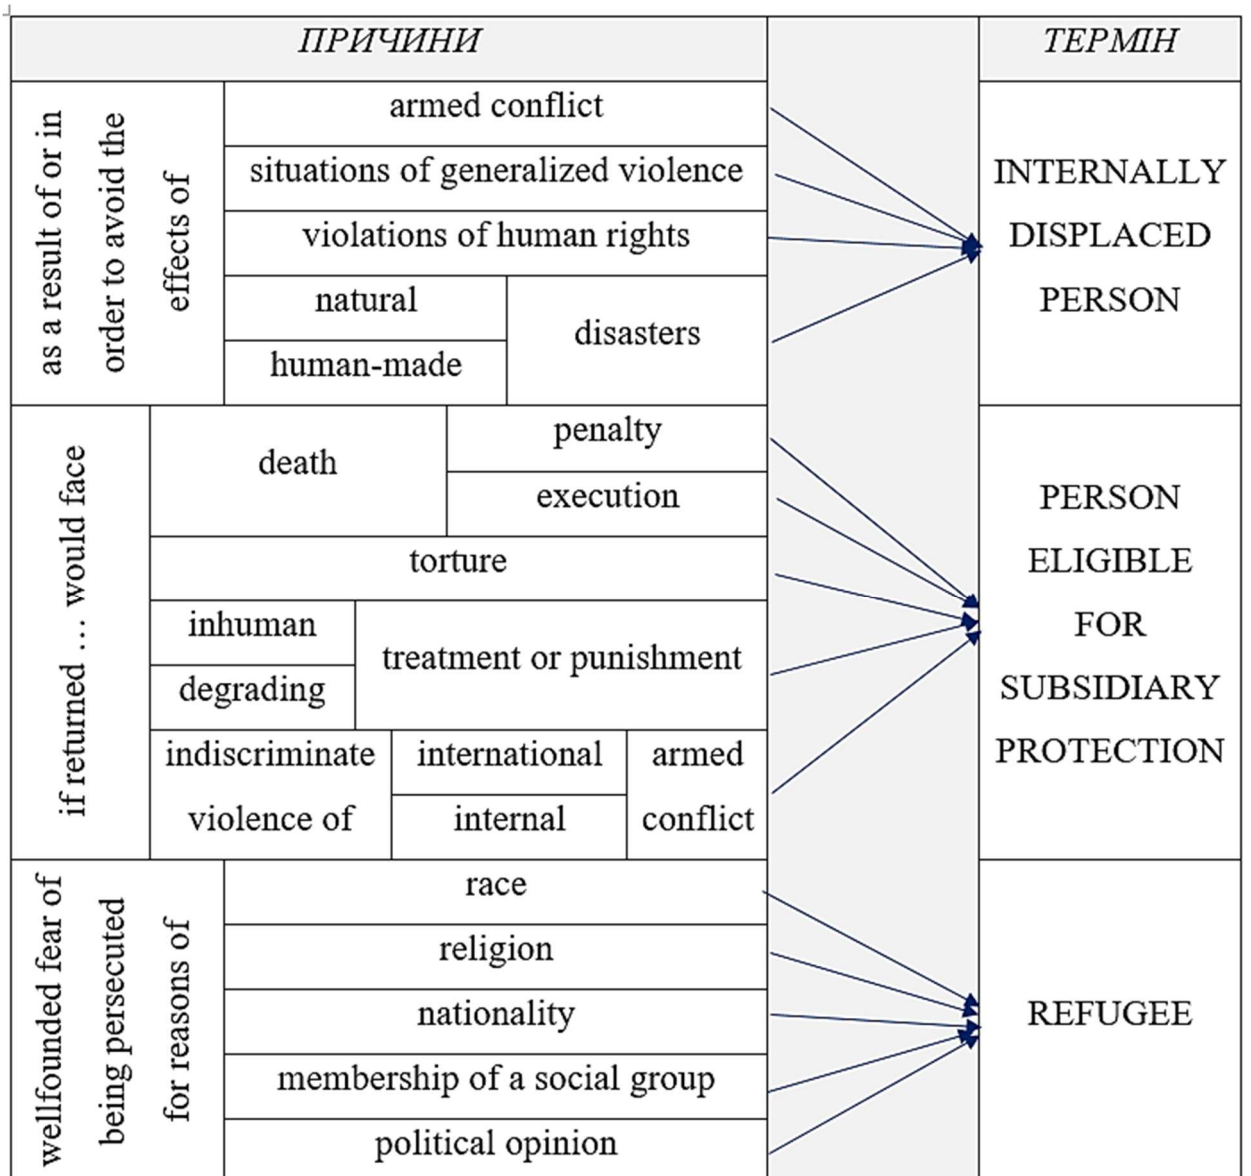 ПРИЧИНИ
ТЕРМІН
as a result of or in
order to avoid the
effects of
armed conflict
situations of generalized violence
violations of human rights
natural
human-made
disasters
INTERNALLY
DISPLACED
PERSON
if returned … would face
death
penalty
execution
torture
inhuman
degrading
treatment or punishment
indiscriminate
violence of
international
internal
armed
conflict
PERSON
ELIGIBLE
FOR
SUBSIDIARY
PROTECTION
wellfounded fear of
being persecuted
for reasons of
race
religion
nationality
membership of a social group
political opinion
REFUGEE